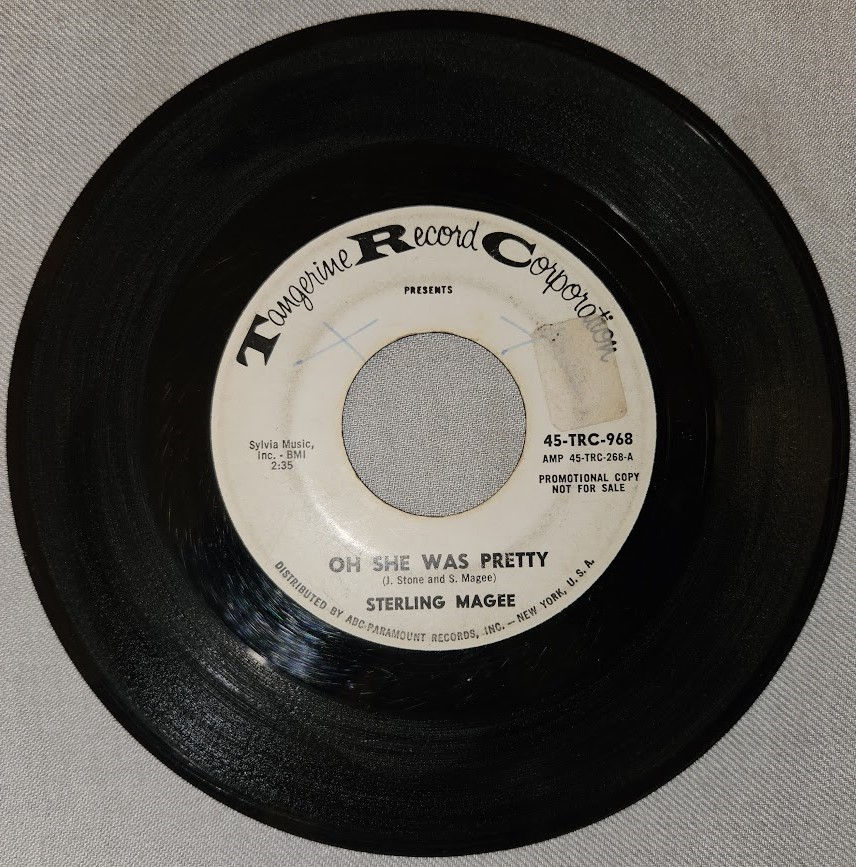 Tangerine Record Corporation
PRESENTS
Sylvia Music,
Inc. - BMI
2:35
45-TRC-968
AMP 45-TRC-268-A
PROMOTIONAL COPY
NOT FOR SALE
OH SHE WAS PRETTY
(J. Stone and S. Magee)
STERLING MAGEE
DISTRIBUTED BY ABC-PARAMOUNT RECORDS, INC. — NEW YORK, U. S. A.